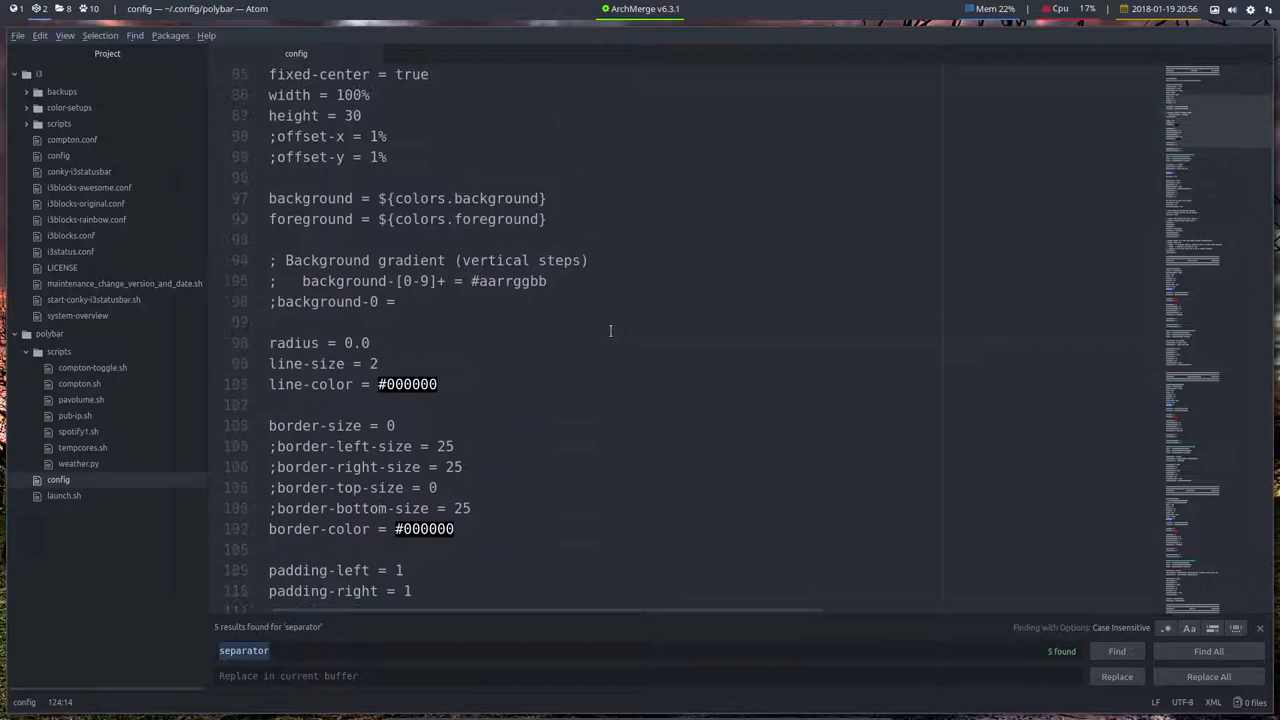 1 2 8 10 config — ~/.config/polybar — Atom ArchMerge v6.3.1 Mem 22% Cpu 17% 2018-01-19 20:56
File Edit View Selection Find Packages Help
Project
config
i3
backups
color-setups
scripts
compton.conf
config
conky-i3statusbar
i3blocks-awesome.conf
i3blocks-original.conf
i3blocks-rainbow.conf
i3blocks.conf
i3status.conf
LICENSE
maintenance_change_version_and_date.sh
start-conky-i3statusbar.sh
system-overview
polybar
scripts
compton-toggle.sh
compton.sh
pavolume.sh
pub-ip.sh
spotify1.sh
tempcores.sh
weather.py
config
launch.sh
fixed-center = true
width = 100%
height = 30
;offset-x = 1%
;offset-y = 1%
background = ${colors.background}
foreground = ${colors.foreground}
; Background gradient (vertical steps)
; background-[0-9]+ = #aarrggbb
;background-0 =
radius = 0.0
line-size = 2
line-color = #000000
border-size = 0
;border-left-size = 25
;border-right-size = 25
;border-top-size = 0
;border-bottom-size = 25
border-color = #000000
padding-left = 1
padding-right = 1
5 results found for 'separator'
Finding with Options: Case Insensitive
.* Aa
separator
5 found
Find
Find All
Replace in current buffer
Replace
Replace All
config 124:14
LF UTF-8 XML 0 files